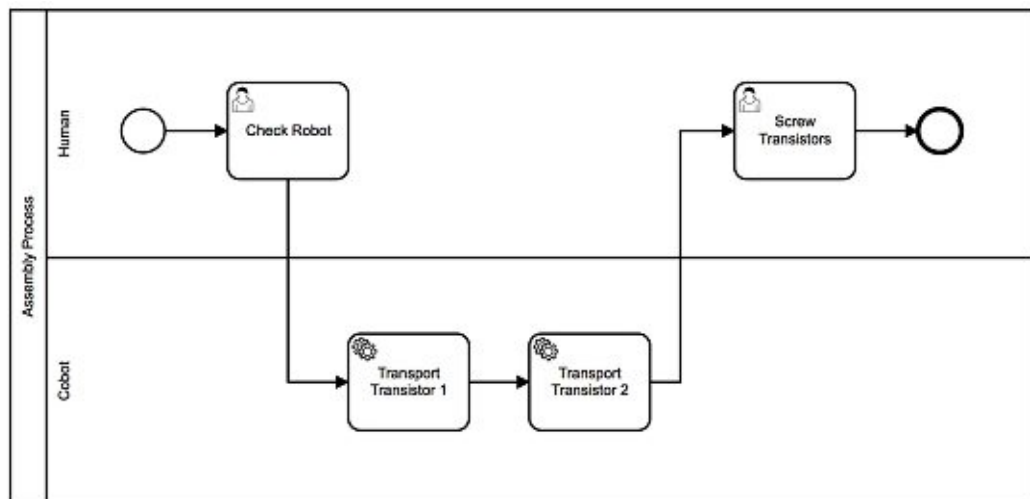 Assembly Process
Human
Check Robot
Screw
Transistors
Cobot
Transport
Transistor 1
Transport
Transistor 2